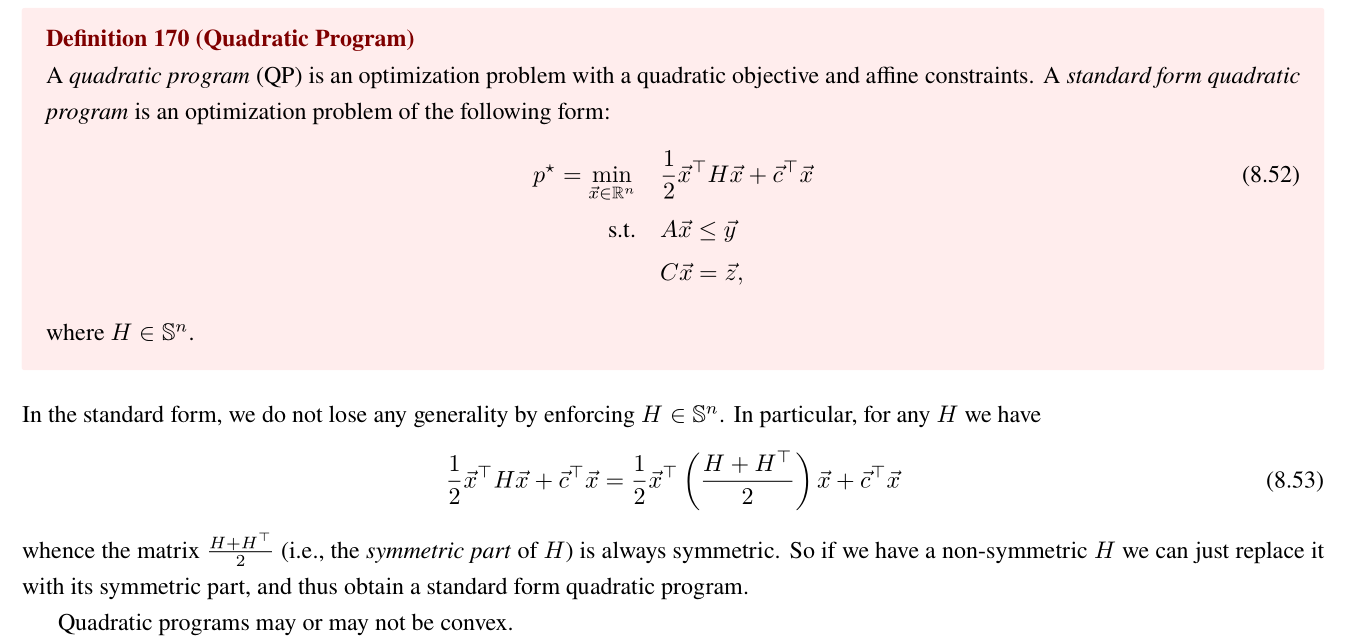 Definition 170 (Quadratic Program)
A quadratic program (QP) is an optimization problem with a quadratic objective and affine constraints. A standard form quadratic
program is an optimization problem of the following form:
$p^\star = \min_{\vec{x} \in \mathbb{R}^n} \quad \frac{1}{2} \vec{x}^\top H \vec{x} + \vec{c}^\top \vec{x}$ (8.52)
s.t. $A\vec{x} \leq \vec{y}$
$C\vec{x} = \vec{z},$
where $H \in \mathbb{S}^n$.
In the standard form, we do not lose any generality by enforcing $H \in \mathbb{S}^n$. In particular, for any $H$ we have
$\frac{1}{2} \vec{x}^\top H \vec{x} + \vec{c}^\top \vec{x} = \frac{1}{2} \vec{x}^\top \left( \frac{H + H^\top}{2} \right) \vec{x} + \vec{c}^\top \vec{x}$ (8.53)
whence the matrix $\frac{H + H^\top}{2}$ (i.e., the symmetric part of $H$) is always symmetric. So if we have a non-symmetric $H$ we can just replace it
with its symmetric part, and thus obtain a standard form quadratic program.
Quadratic programs may or may not be convex.